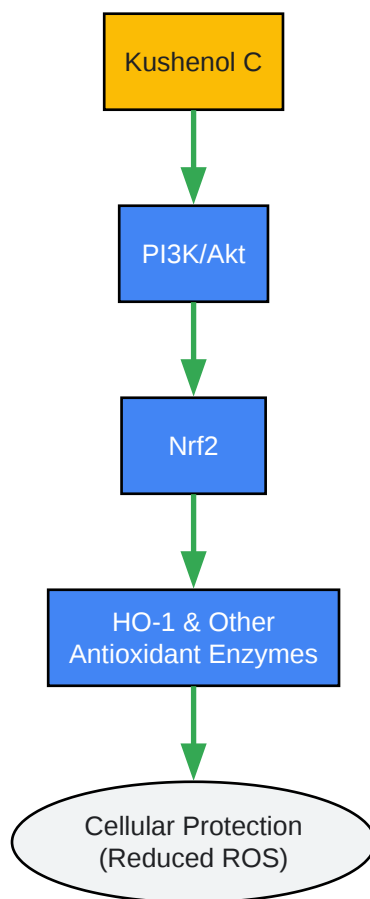 Kushenol C
PI3K/Akt
Nrf2
HO-1 & Other
Antioxidant Enzymes
Cellular Protection
(Reduced ROS)